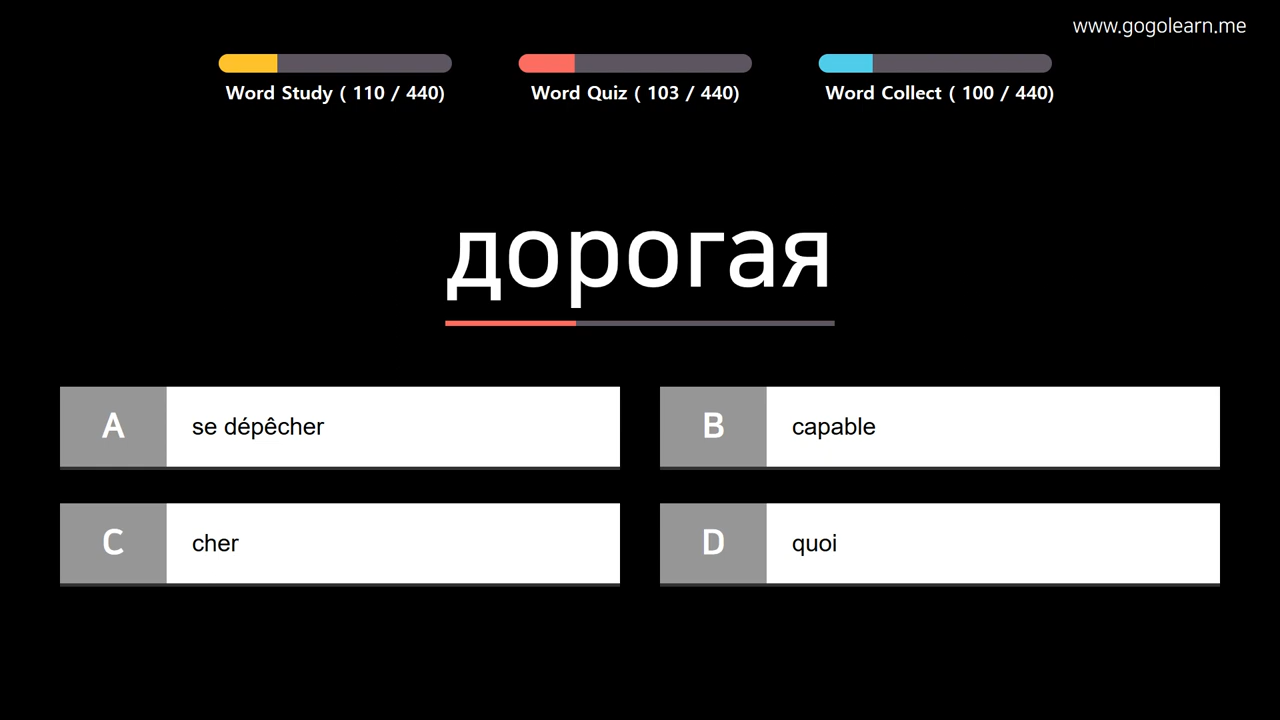 www.gogolearn.me
Word Study ( 110 / 440)
Word Quiz ( 103 / 440)
Word Collect ( 100 / 440)
дорогая
A se dépêcher
B capable
C cher
D quoi